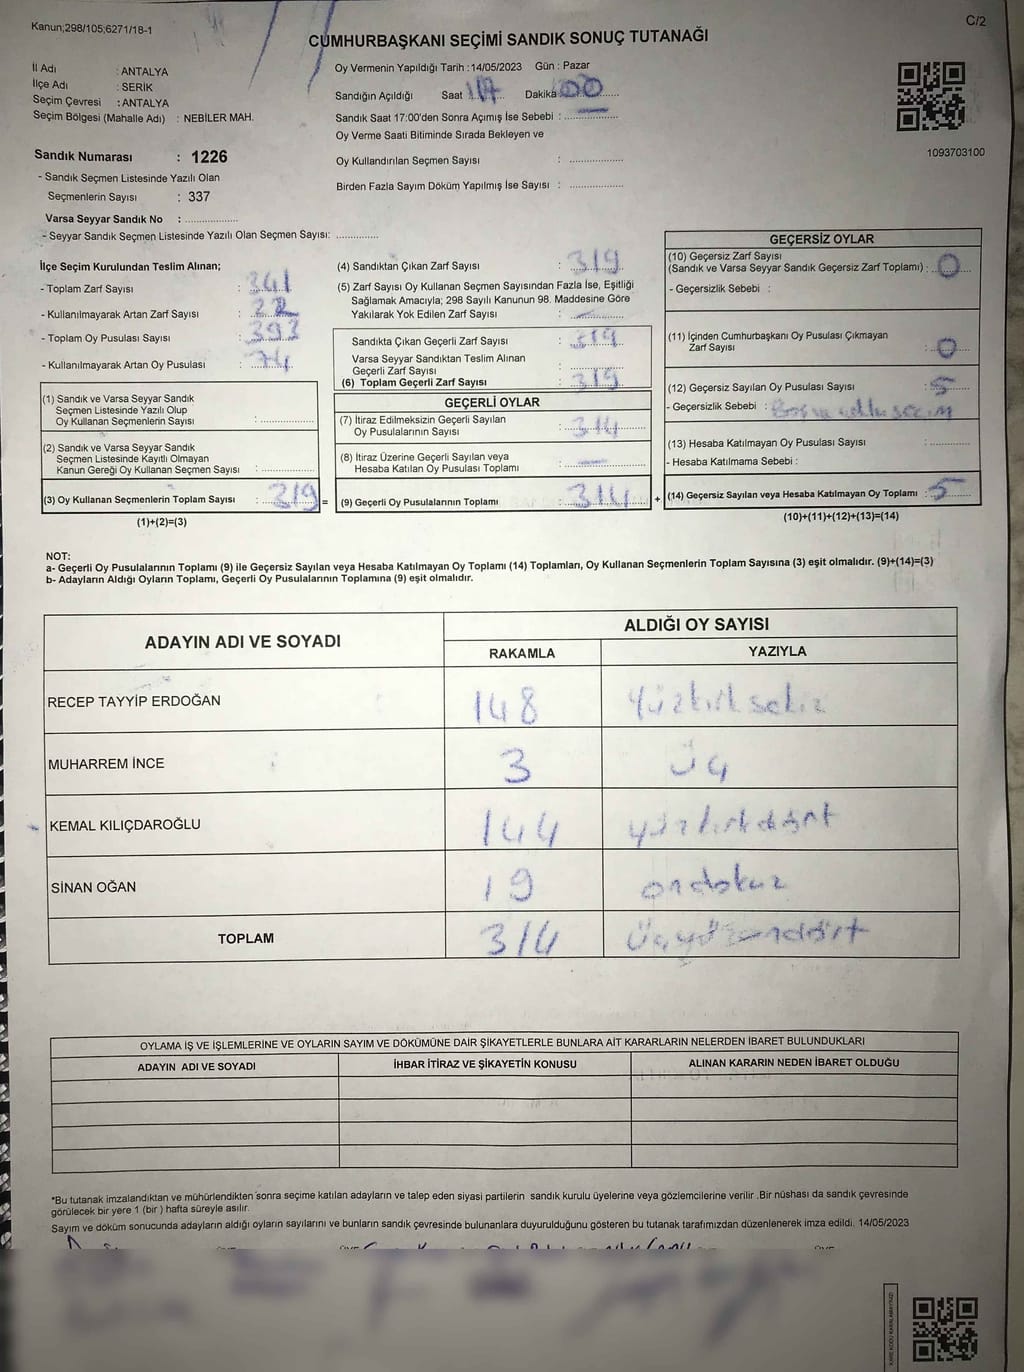 Kanun;298/105;6271/18-1
C/2
CUMHURBAŞKANI SEÇİMİ SANDIK SONUÇ TUTANAĞI
İl Adı : ANTALYA
İlçe Adı : SERİK
Seçim Çevresi : ANTALYA
Seçim Bölgesi (Mahalle Adı) : NEBİLER MAH.
Oy Vermenin Yapıldığı Tarih :14/05/2023 Gün : Pazar
Sandığın Açıldığı Saat 17 Dakika 00
Sandık Saat 17:00'den Sonra Açımış İse Sebebi :
Oy Verme Saati Bitiminde Sırada Bekleyen ve
Oy Kullandırılan Seçmen Sayısı :
Birden Fazla Sayım Döküm Yapılmış İse Sayısı :
1093703100
Sandık Numarası : 1226
- Sandık Seçmen Listesinde Yazılı Olan
Seçmenlerin Sayısı : 337
Varsa Seyyar Sandık No :
- Seyyar Sandık Seçmen Listesinde Yazılı Olan Seçmen Sayısı:
İlçe Seçim Kurulundan Teslim Alınan;
- Toplam Zarf Sayısı : 341
- Kullanılmayarak Artan Zarf Sayısı : 22
- Toplam Oy Pusulası Sayısı : 393
- Kullanılmayarak Artan Oy Pusulası : 74
(1) Sandık ve Varsa Seyyar Sandık
Seçmen Listesinde Yazılı Olup
Oy Kullanan Seçmenlerin Sayısı :
(2) Sandık ve Varsa Seyyar Sandık
Seçmen Listesinde Kayıtlı Olmayan
Kanun Gereği Oy Kullanan Seçmen Sayısı :
(3) Oy Kullanan Seçmenlerin Toplam Sayısı : 319 =
(1)+(2)=(3)
(4) Sandıktan Çıkan Zarf Sayısı : 319
(5) Zarf Sayısı Oy Kullanan Seçmen Sayısından Fazla İse, Eşitliği
Sağlamak Amacıyla; 298 Sayılı Kanunun 98. Maddesine Göre
Yakılarak Yok Edilen Zarf Sayısı : —
Sandıkta Çıkan Geçerli Zarf Sayısı : 319
Varsa Seyyar Sandıktan Teslim Alınan
Geçerli Zarf Sayısı :
(6) Toplam Geçerli Zarf Sayısı : 319
GEÇERLİ OYLAR
(7) İtiraz Edilmeksizin Geçerli Sayılan
Oy Pusulalarının Sayısı : 314
(8) İtiraz Üzerine Geçerli Sayılan veya
Hesaba Katılan Oy Pusulası Toplamı : —
(9) Geçerli Oy Pusulalarının Toplamı : 314 +
GEÇERSİZ OYLAR
(10) Geçersiz Zarf Sayısı
(Sandık ve Varsa Seyyar Sandık Geçersiz Zarf Toplamı) : 0
- Geçersizlik Sebebi :
(11) İçinden Cumhurbaşkanı Oy Pusulası Çıkmayan
Zarf Sayısı : 0
(12) Geçersiz Sayılan Oy Pusulası Sayısı : 5
- Geçersizlik Sebebi :
(13) Hesaba Katılmayan Oy Pusulası Sayısı :
- Hesaba Katılmama Sebebi :
(14) Geçersiz Sayılan veya Hesaba Katılmayan Oy Toplamı : 5
(10)+(11)+(12)+(13)=(14)
NOT:
a- Geçerli Oy Pusulalarının Toplamı (9) ile Geçersiz Sayılan veya Hesaba Katılmayan Oy Toplamı (14) Toplamları, Oy Kullanan Seçmenlerin Toplam Sayısına (3) eşit olmalıdır. (9)+(14)=(3)
b- Adayların Aldığı Oyların Toplamı, Geçerli Oy Pusulalarının Toplamına (9) eşit olmalıdır.
ADAYIN ADI VE SOYADI
ALDIĞI OY SAYISI
RAKAMLA YAZIYLA
RECEP TAYYİP ERDOĞAN 148 Yüzkırksekiz
MUHARREM İNCE 3 Üç
KEMAL KILIÇDAROĞLU 144 yüzkırkdört
SİNAN OĞAN 19 ondokuz
TOPLAM 314 Üçyüzondört
OYLAMA İŞ VE İŞLEMLERİNE VE OYLARIN SAYIM VE DÖKÜMÜNE DAİR ŞİKAYETLERLE BUNLARA AİT KARARLARIN NELERDEN İBARET BULUNDUKLARI
ADAYIN ADI VE SOYADI
İHBAR İTİRAZ VE ŞİKAYETİN KONUSU
ALINAN KARARIN NEDEN İBARET OLDUĞU
*Bu tutanak imzalandıktan ve mühürlendikten sonra seçime katılan adayların ve talep eden siyasi partilerin sandık kurulu üyelerine veya gözlemcilerine verilir .Bir nüshası da sandık çevresinde
görülecek bir yere 1 (bir ) hafta süreyle asılır.
Sayım ve döküm sonucunda adayların aldığı oyların sayılarını ve bunların sandık çevresinde bulunanlara duyurulduğunu gösteren bu tutanak tarafımızdan düzenlenerek imza edildi. 14/05/2023